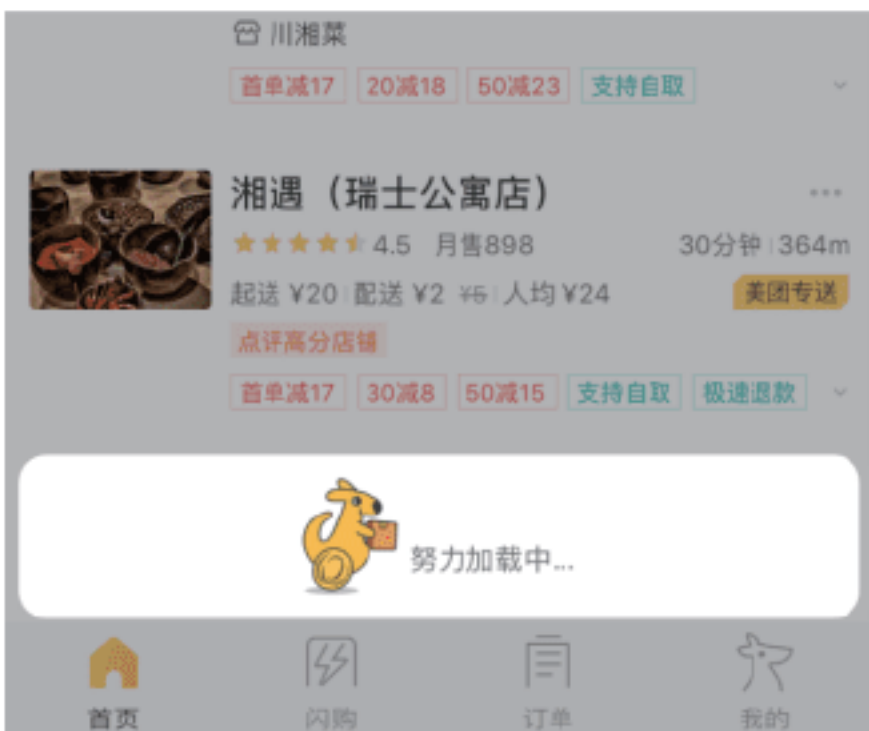 川湘菜
首单减17 20减18 50减23 支持自取
湘遇（瑞士公寓店）
4.5 月售898 30分钟 364m
起送 ¥20 配送 ¥2 ¥5 人均 ¥24 美团专送
点评高分店铺
首单减17 30减8 50减15 支持自取 极速退款
努力加载中...
首页 闪购 订单 我的